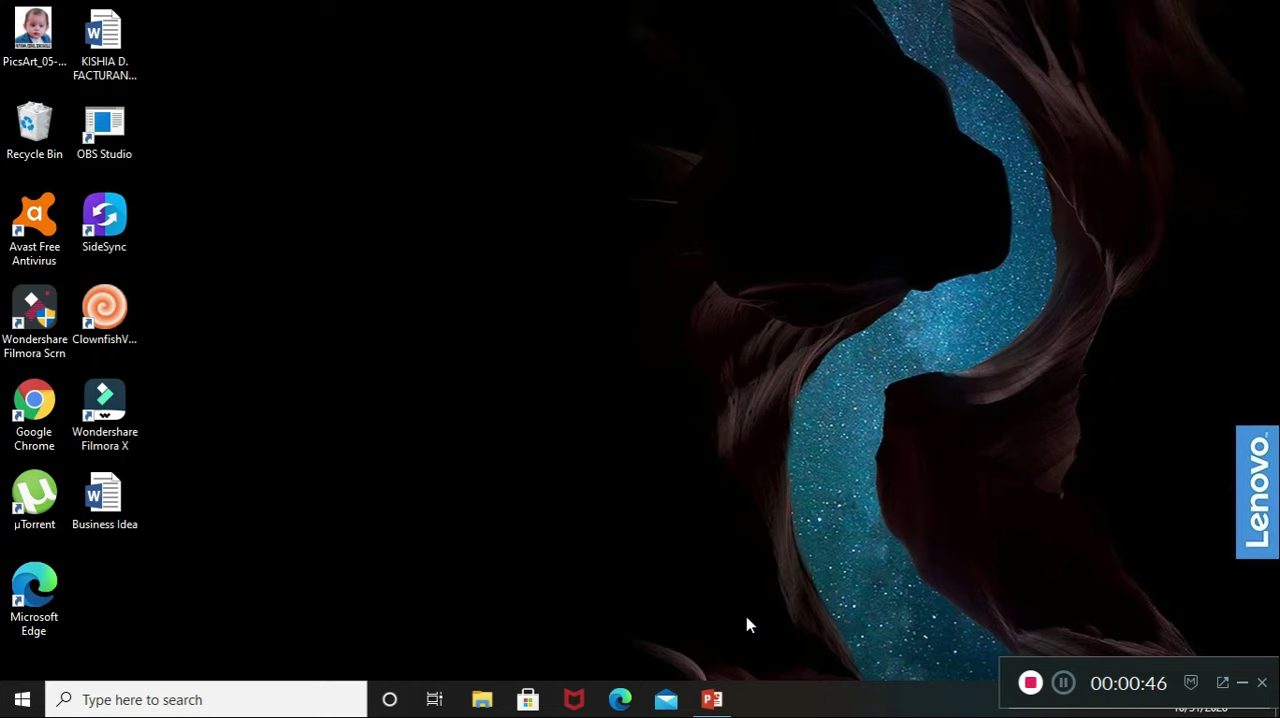 PicsArt_05-...
KISHIA D.
FACTURAN...
Recycle Bin
OBS Studio
Avast Free
Antivirus
SideSync
Wondershare
Filmora Scrn
ClownfishV...
Google
Chrome
Wondershare
Filmora X
µTorrent
Business Idea
Microsoft
Edge
Lenovo
Type here to search
00:00:46